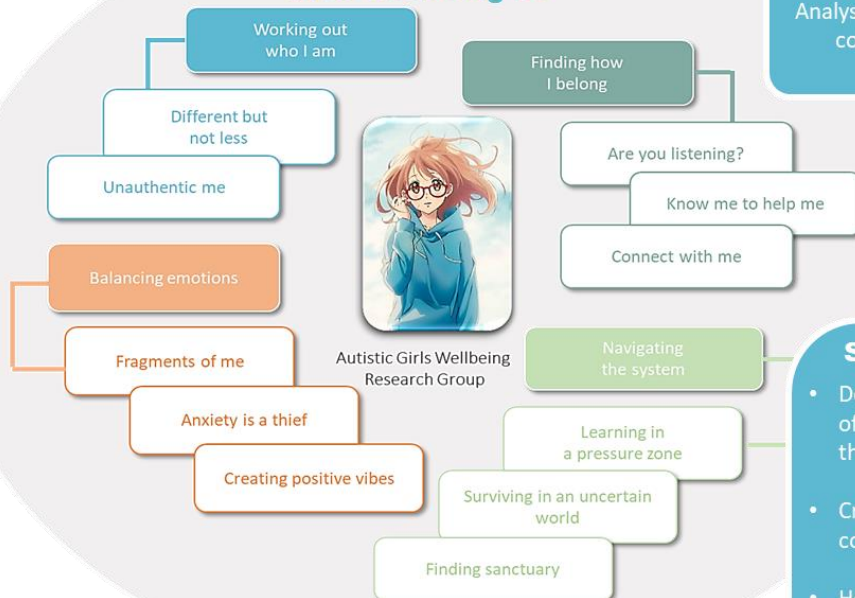 Working out
who I am
Different but
not less
Unauthentic me
Finding how
I belong
Are you listening?
Know me to help me
Connect with me
Balancing emotions
Fragments of me
Anxiety is a thief
Creating positive vibes
Autistic Girls Wellbeing
Research Group
Navigating
the system
Learning in
a pressure zone
Surviving in an uncertain
world
Finding sanctuary